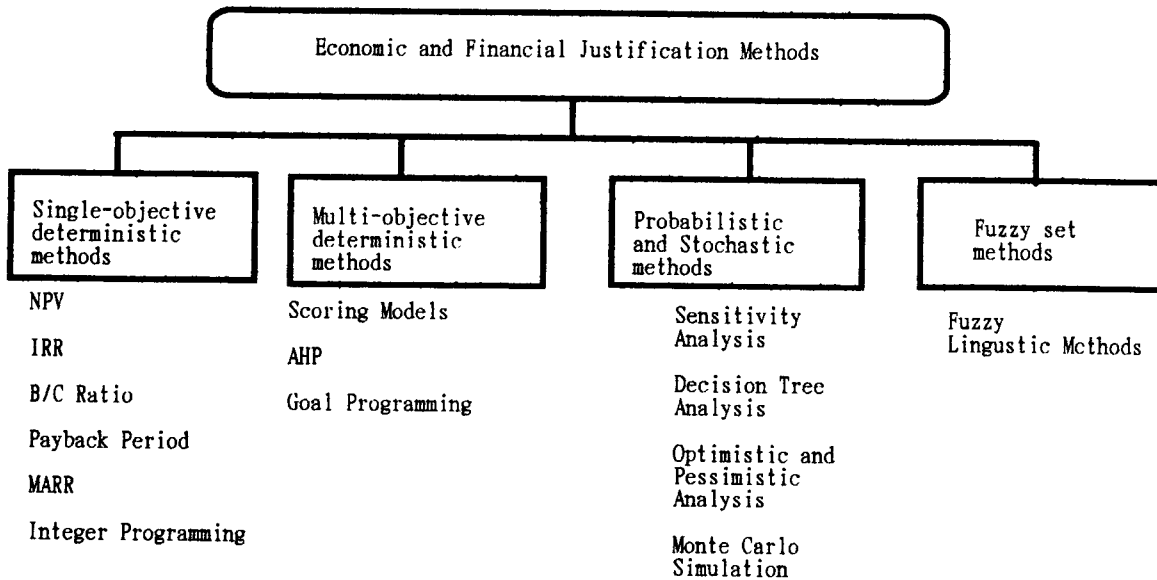 Economic and Financial Justification Methods
Single-objective
deterministic
methods
NPV
IRR
B/C Ratio
Payback Period
MARR
Integer Programming
Multi-objective
deterministic
methods
Scoring Models
AHP
Goal Programming
Probabilistic
and Stochastic
methods
Sensitivity
Analysis
Decision Tree
Analysis
Optimistic and
Pessimistic
Analysis
Monte Carlo
Simulation
Fuzzy set
methods
Fuzzy
Lingustic Mcthods